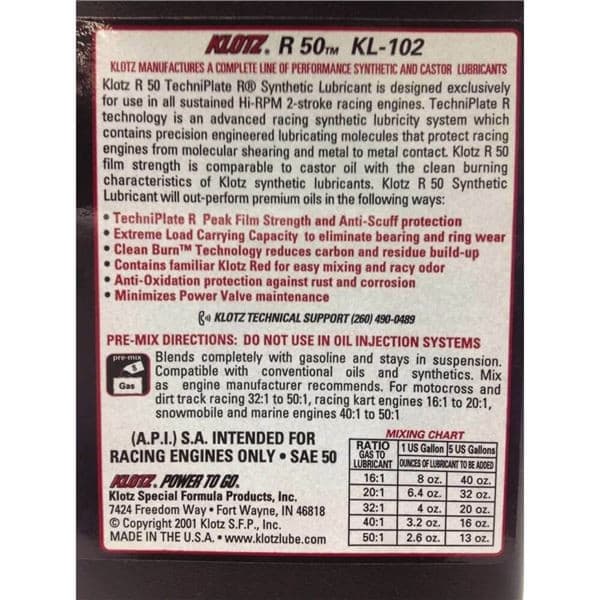 KLOTZ. R 50TM KL-102
KLOTZ MANUFACTURES A COMPLETE LINE OF PERFORMANCE SYNTHETIC AND CASTOR LUBRICANTS
Klotz R 50 TechniPlate R® Synthetic Lubricant is designed exclusively
for use in all sustained Hi-RPM 2-stroke racing engines. TechniPlate R
technology is an advanced racing synthetic lubricity system which
contains precision engineered lubricating molecules that protect racing
engines from molecular shearing and metal to metal contact. Klotz R 50
film strength is comparable to castor oil with the clean burning
characteristics of Klotz synthetic lubricants. Klotz R 50 Synthetic
Lubricant will out-perform premium oils in the following ways:
• TechniPlate R Peak Film Strength and Anti-Scuff protection
• Extreme Load Carrying Capacity to eliminate bearing and ring wear
• Clean Burn™ Technology reduces carbon and residue build-up
• Contains familiar Klotz Red for easy mixing and racy odor
• Anti-Oxidation protection against rust and corrosion
• Minimizes Power Valve maintenance
KLOTZ TECHNICAL SUPPORT (260) 490-0489
PRE-MIX DIRECTIONS: DO NOT USE IN OIL INJECTION SYSTEMS
pre-mix
Gas
Blends completely with gasoline and stays in suspension.
Compatible with conventional oils and synthetics. Mix
as engine manufacturer recommends. For motocross and
dirt track racing 32:1 to 50:1, racing kart engines 16:1 to 20:1,
snowmobile and marine engines 40:1 to 50:1
(A.P.I.) S.A. INTENDED FOR
RACING ENGINES ONLY • SAE 50
KLOTZ. POWER TO GO.
Klotz Special Formula Products, Inc.
7424 Freedom Way • Fort Wayne, IN 46818
© Copyright 2001 Klotz S.F.P., Inc.
MADE IN THE U.S.A. • www.klotzlube.com
MIXING CHART
RATIO GAS TO LUBRICANT 1 US Gallon 5 US Gallons
OUNCES OF LUBRICANT TO BE ADDED
16:1 8 oz. 40 oz.
20:1 6.4 oz. 32 oz.
32:1 4 oz. 20 oz.
40:1 3.2 oz. 16 oz.
50:1 2.6 oz. 13 oz.